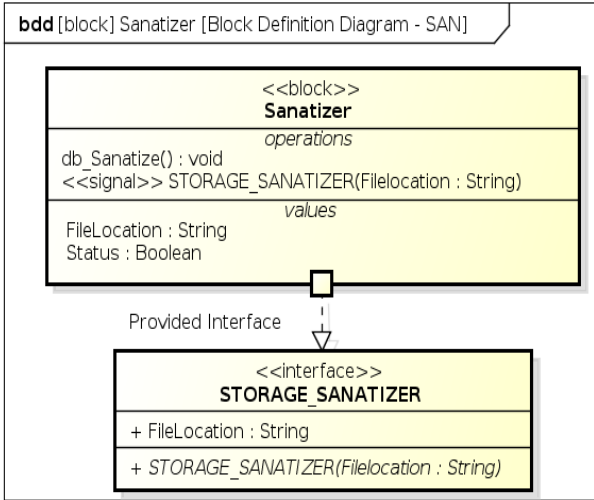 bdd [block] Sanatizer [Block Definition Diagram - SAN]
<<block>>
Sanatizer
operations
db_Sanatize() : void
<<signal>> STORAGE_SANATIZER(Filelocation : String)
values
FileLocation : String
Status : Boolean
Provided Interface
<<interface>>
STORAGE_SANATIZER
+ FileLocation : String
+ STORAGE_SANATIZER(Filelocation : String)